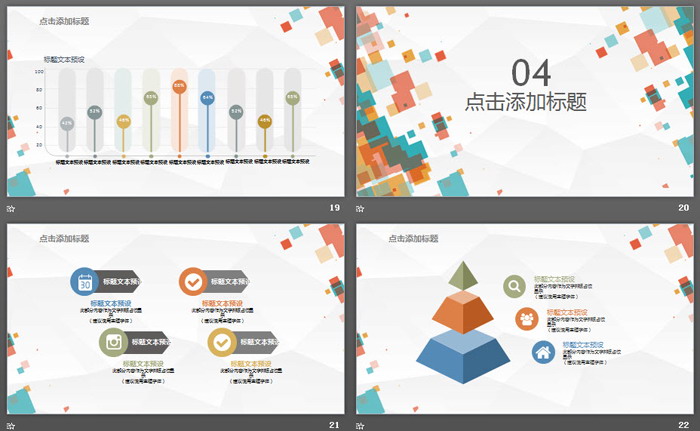 点击添加标题
标题文本预设
100
80
60
40
20
52%
48%
65%
86%
64%
52%
46%
65%
标题文本预设 标题文本预设 标题文本预设 标题文本预设 标题文本预设 标题文本预设 标题文本预设 标题文本预设 标题文本预设
19
04
点击添加标题
20
点击添加标题
30
标题文本预设
标题文本预设
标题文本预设
此部分内容作为文字排版占位显
示
(建议使用主题字体)
标题文本预设
此部分内容作为文字排版占位显
示
(建议使用主题字体)
标题文本预设
标题文本预设
标题文本预设
此部分内容作为文字排版占位显
示
(建议使用主题字体)
标题文本预设
此部分内容作为文字排版占位显
示
(建议使用主题字体)
21
点击添加标题
标题文本预设
此部分内容作为文字排版占位
显示
(建议使用主题字体)
标题文本预设
此部分内容作为文字排版占位
显示
(建议使用主题字体)
标题文本预设
此部分内容作为文字排版占位
显示
(建议使用主题字体)
22